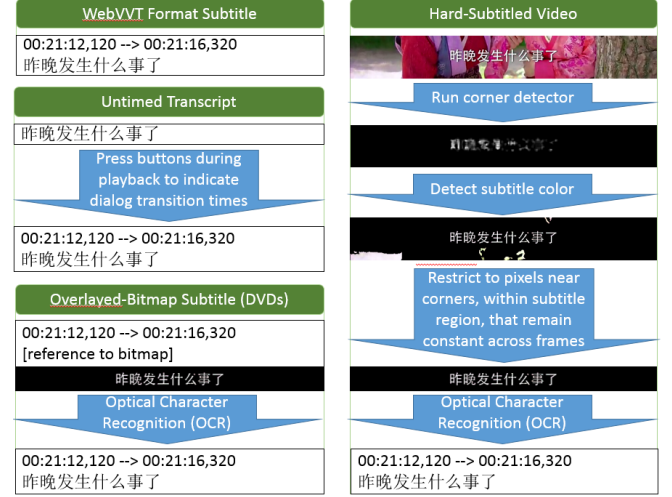 WebVVT Format Subtitle
00:21:12,120 --> 00:21:16,320
昨晚发生什么事了
Untimed Transcript
昨晚发生什么事了
Press buttons during
playback to indicate
dialog transition times
00:21:12,120 --> 00:21:16,320
昨晚发生什么事了
Overlayed-Bitmap Subtitle (DVDs)
00:21:12,120 --> 00:21:16,320
[reference to bitmap]
昨晚发生什么事了
Optical Character
Recognition (OCR)
00:21:12,120 --> 00:21:16,320
昨晚发生什么事了
Hard-Subtitled Video
昨晚发生什么事了
Run corner detector
昨晚发生什么事了
Detect subtitle color
昨晚发生什么事了
Restrict to pixels near
corners, within subtitle
region, that remain
constant across frames
昨晚发生什么事了
Optical Character
Recognition (OCR)
00:21:12,120 --> 00:21:16,320
昨晚发生什么事了